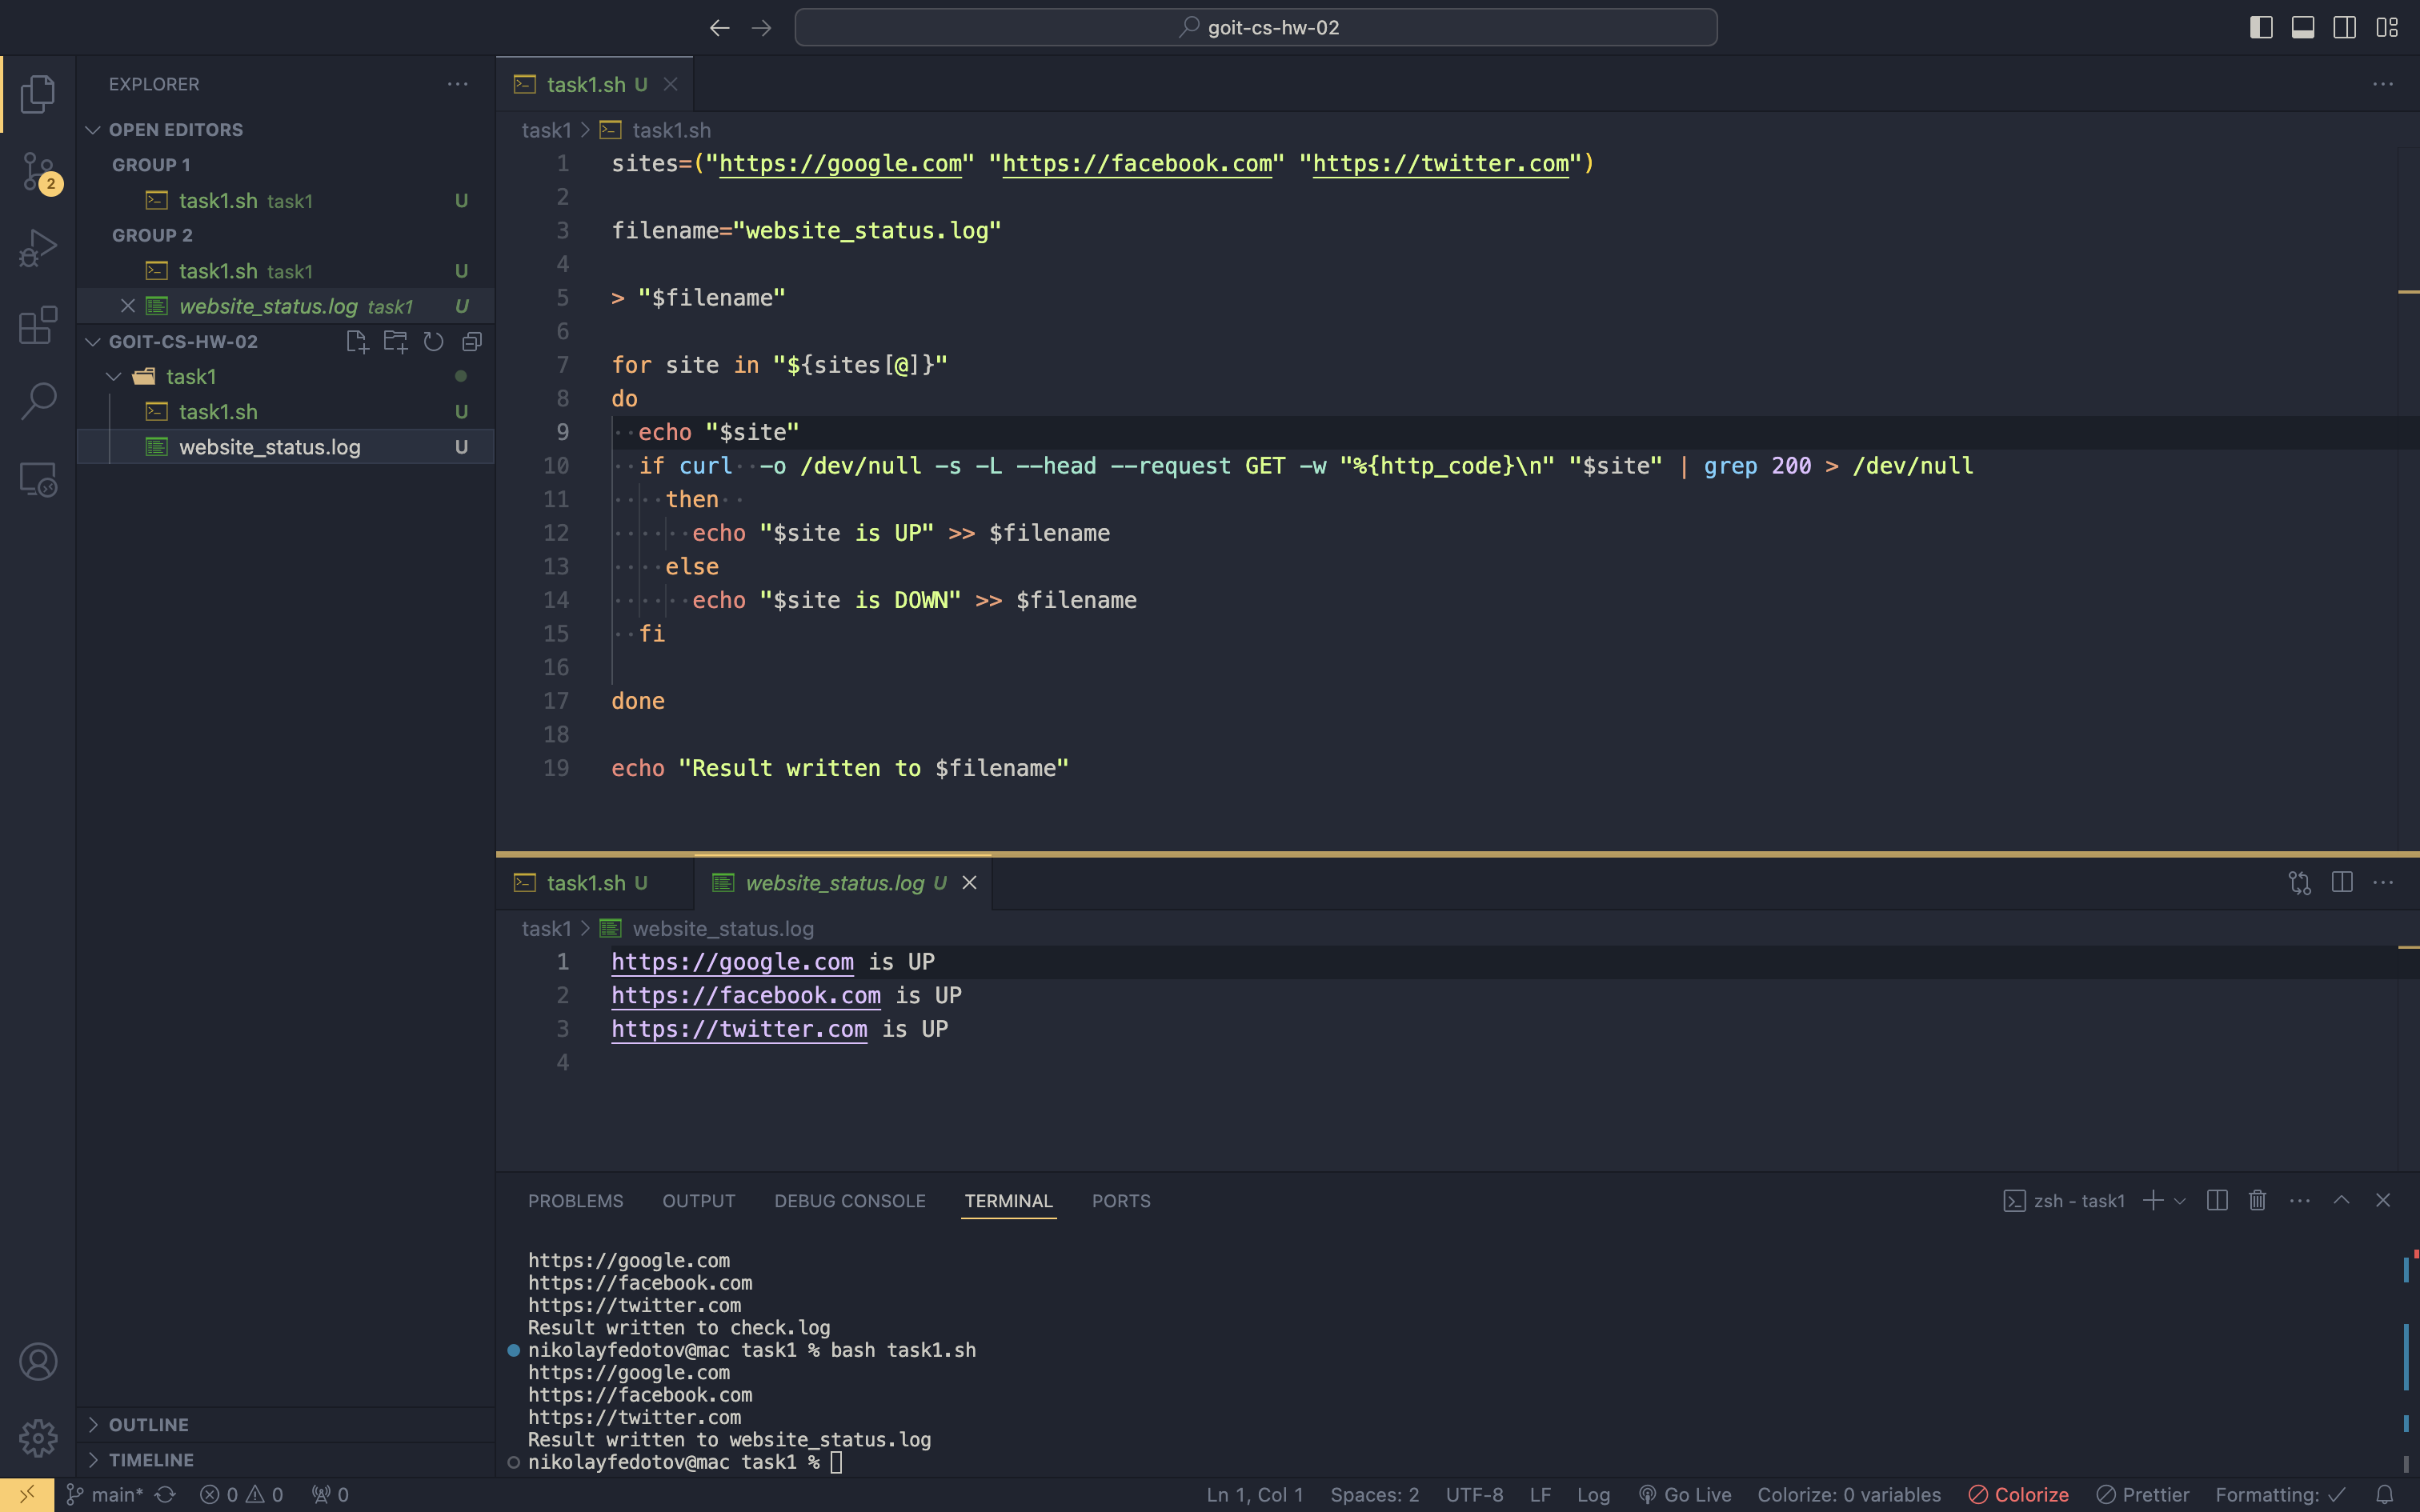 goit-cs-hw-02
EXPLORER
OPEN EDITORS
GROUP 1
task1.sh task1 U
GROUP 2
task1.sh task1 U
website_status.log task1 U
GOIT-CS-HW-02
task1
task1.sh U
website_status.log U
OUTLINE
TIMELINE
2
task1.sh U
task1 > task1.sh
1 sites=("https://google.com" "https://facebook.com" "https://twitter.com")
2
3 filename="website_status.log"
4
5 > "$filename"
6
7 for site in "${sites[@]}"
8 do
9 echo "$site"
10 if curl -o /dev/null -s -L --head --request GET -w "%{http_code}\n" "$site" | grep 200 > /dev/null
11 then
12 echo "$site is UP" >> $filename
13 else
14 echo "$site is DOWN" >> $filename
15 fi
16
17 done
18
19 echo "Result written to $filename"
task1.sh U website_status.log U
task1 > website_status.log
1 https://google.com is UP
2 https://facebook.com is UP
3 https://twitter.com is UP
4
PROBLEMS OUTPUT DEBUG CONSOLE TERMINAL PORTS zsh - task1
https://google.com
https://facebook.com
https://twitter.com
Result written to check.log
nikolayfedotov@mac task1 % bash task1.sh
https://google.com
https://facebook.com
https://twitter.com
Result written to website_status.log
nikolayfedotov@mac task1 %
main* 0 0 0 Ln 1, Col 1 Spaces: 2 UTF-8 LF Log Go Live Colorize: 0 variables Colorize Prettier Formatting: ✓